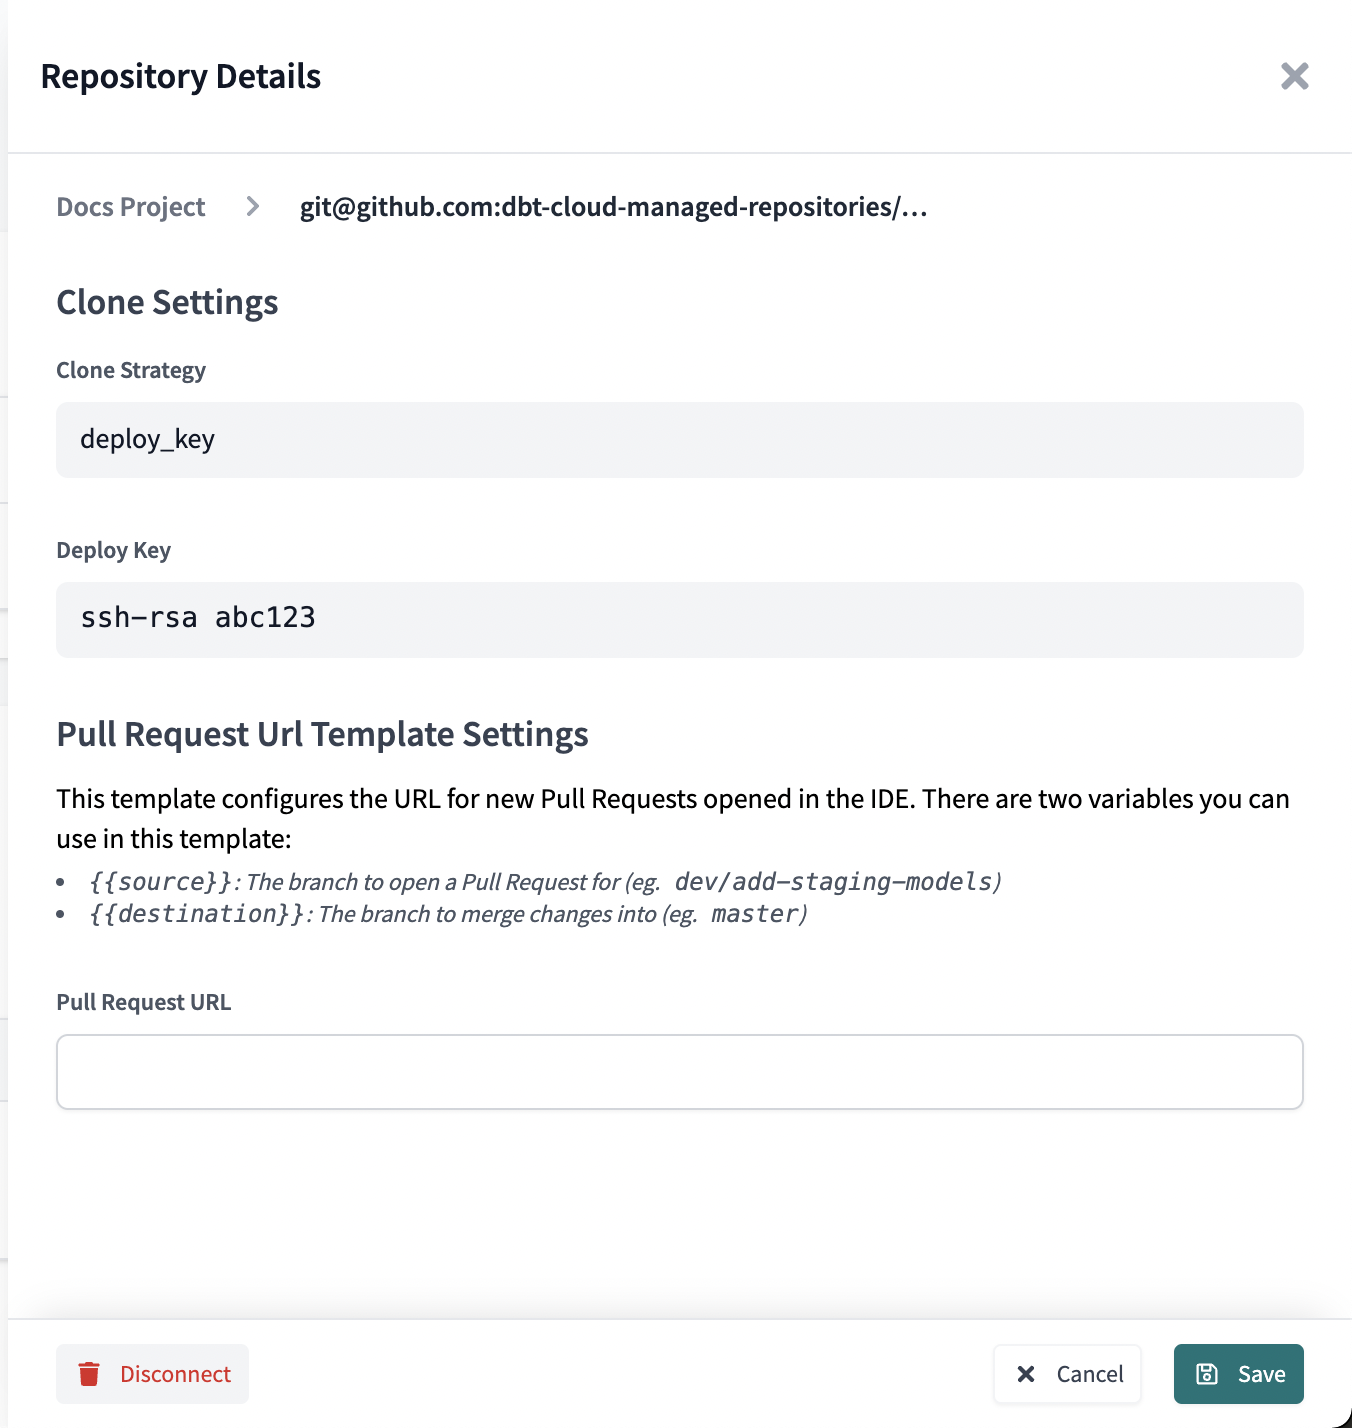 Repository Details
Docs Project
git@github.com:dbt-cloud-managed-repositories/...
Clone Settings
Clone Strategy
deploy_key
Deploy Key
ssh-rsa abc123
Pull Request Url Template Settings
This template configures the URL for new Pull Requests opened in the IDE. There are two variables you can
use in this template:
• {{source}}: The branch to open a Pull Request for (eg. dev/add-staging-models)
• {{destination}}: The branch to merge changes into (eg. master)
Pull Request URL
Disconnect
Cancel
Save